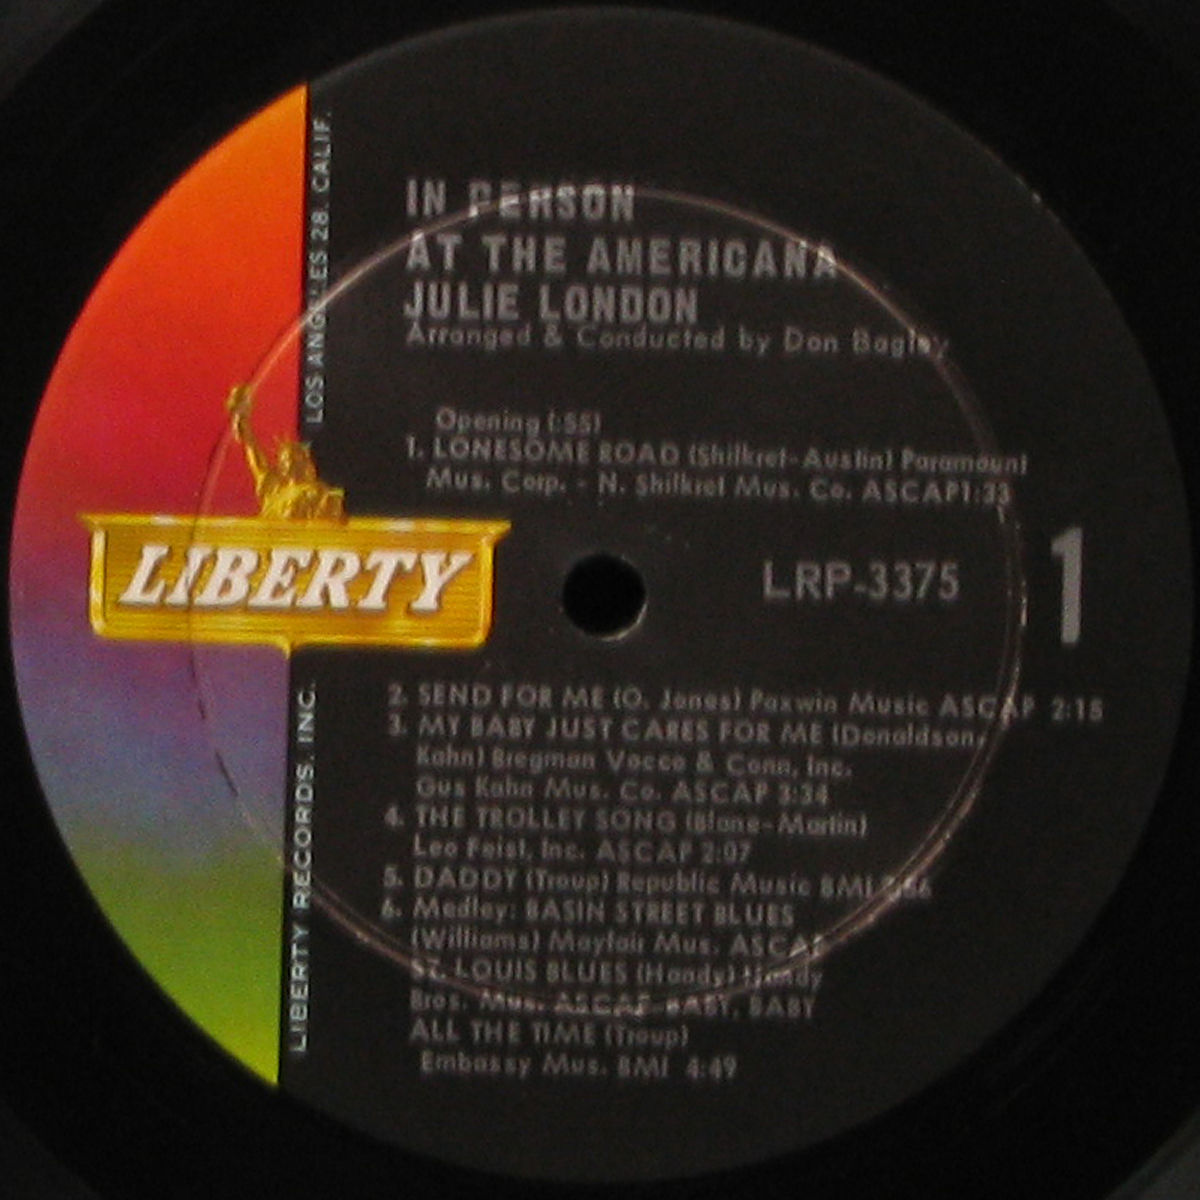 IN PERSON
AT THE AMERICANA
JULIE LONDON
Arranged & Conducted by Don Bagley
Opening (:55)
1. LONESOME ROAD (Shilkret-Austin) Paramount
Mus. Corp. - N. Shilkret Mus. Co. ASCAP1:33
LIBERTY
LRP-3375
1
2. SEND FOR ME (O. Jones) Paxwin Music ASCAP 2:15
3. MY BABY JUST CARES FOR ME (Donaldson,
Kahn) Bregman Vocco & Conn, Inc.
Gus Kahn Mus. Co. ASCAP 3:34
4. THE TROLLEY SONG (Blane-Martin)
Leo Feist, Inc. ASCAP 2:07
5. DADDY (Troup) Republic Music BMI
6. Medley: BASIN STREET BLUES
(Williams) Mayfair Mus. ASCAP
ST. LOUIS BLUES (Handy) Handy
Bros. Mus. ASCAP BABY, BABY
ALL THE TIME (Troup)
Embassy Mus. BMI 4:49
LIBERTY RECORDS, INC.
LOS ANGELES 28, CALIF.